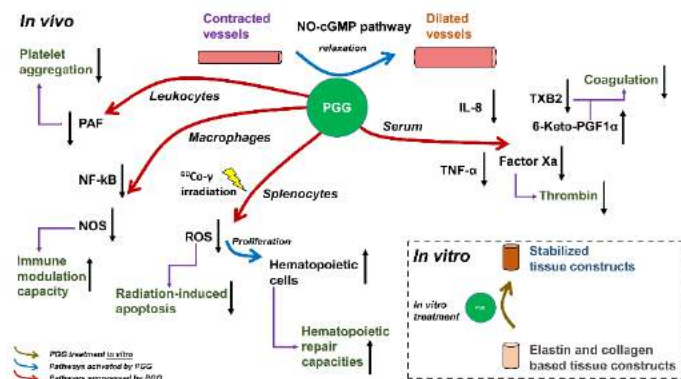 In vivo
Contracted
vessels
NO-cGMP pathway
relaxation
Dilated
vessels
Platelet
aggregation
PAF
Leukocytes
Macrophages
PGG
Serum
IL-8
TXB2
Coagulation
6-Keto-PGF1α
TNF-α
Factor Xa
Thrombin
NF-kB
NOS
Immune
modulation
capacity
⁶⁰Co-γ
irradiation
Splenocytes
ROS
Proliferation
Radiation-induced
apoptosis
Hematopoietic
cells
Hematopoietic
repair
capacities
In vitro
Stabilized
tissue constructs
In vitro
treatment
PGG
Elastin and collagen
based tissue constructs
PGG treatment to vitro
Pathways activated by PGG
Pathways suppressed by PGG